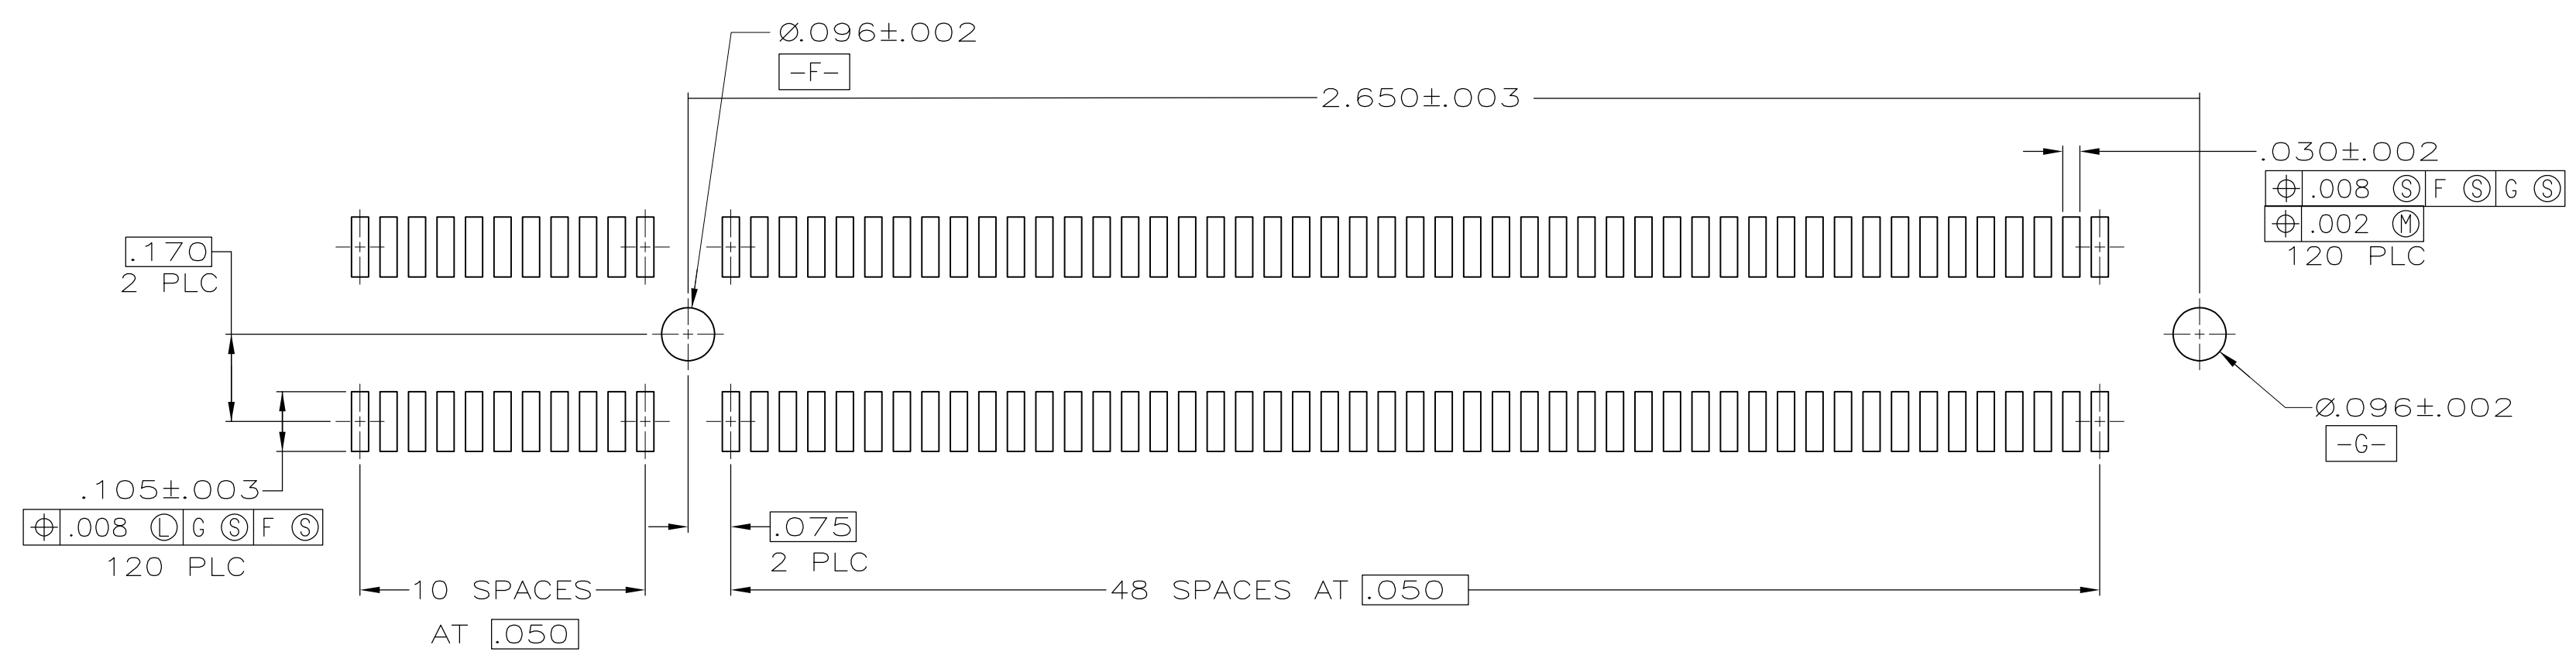 Ø.096±.002
-F-
2.650±.003
.030±.002
⌖ .008 Ⓢ F Ⓢ G Ⓢ
⌖ .002 Ⓜ
120 PLC
.170
2 PLC
Ø.096±.002
-G-
.105±.003
⌖ .008 Ⓛ G Ⓢ F Ⓢ
120 PLC
.075
2 PLC
10 SPACES
AT .050
48 SPACES AT .050